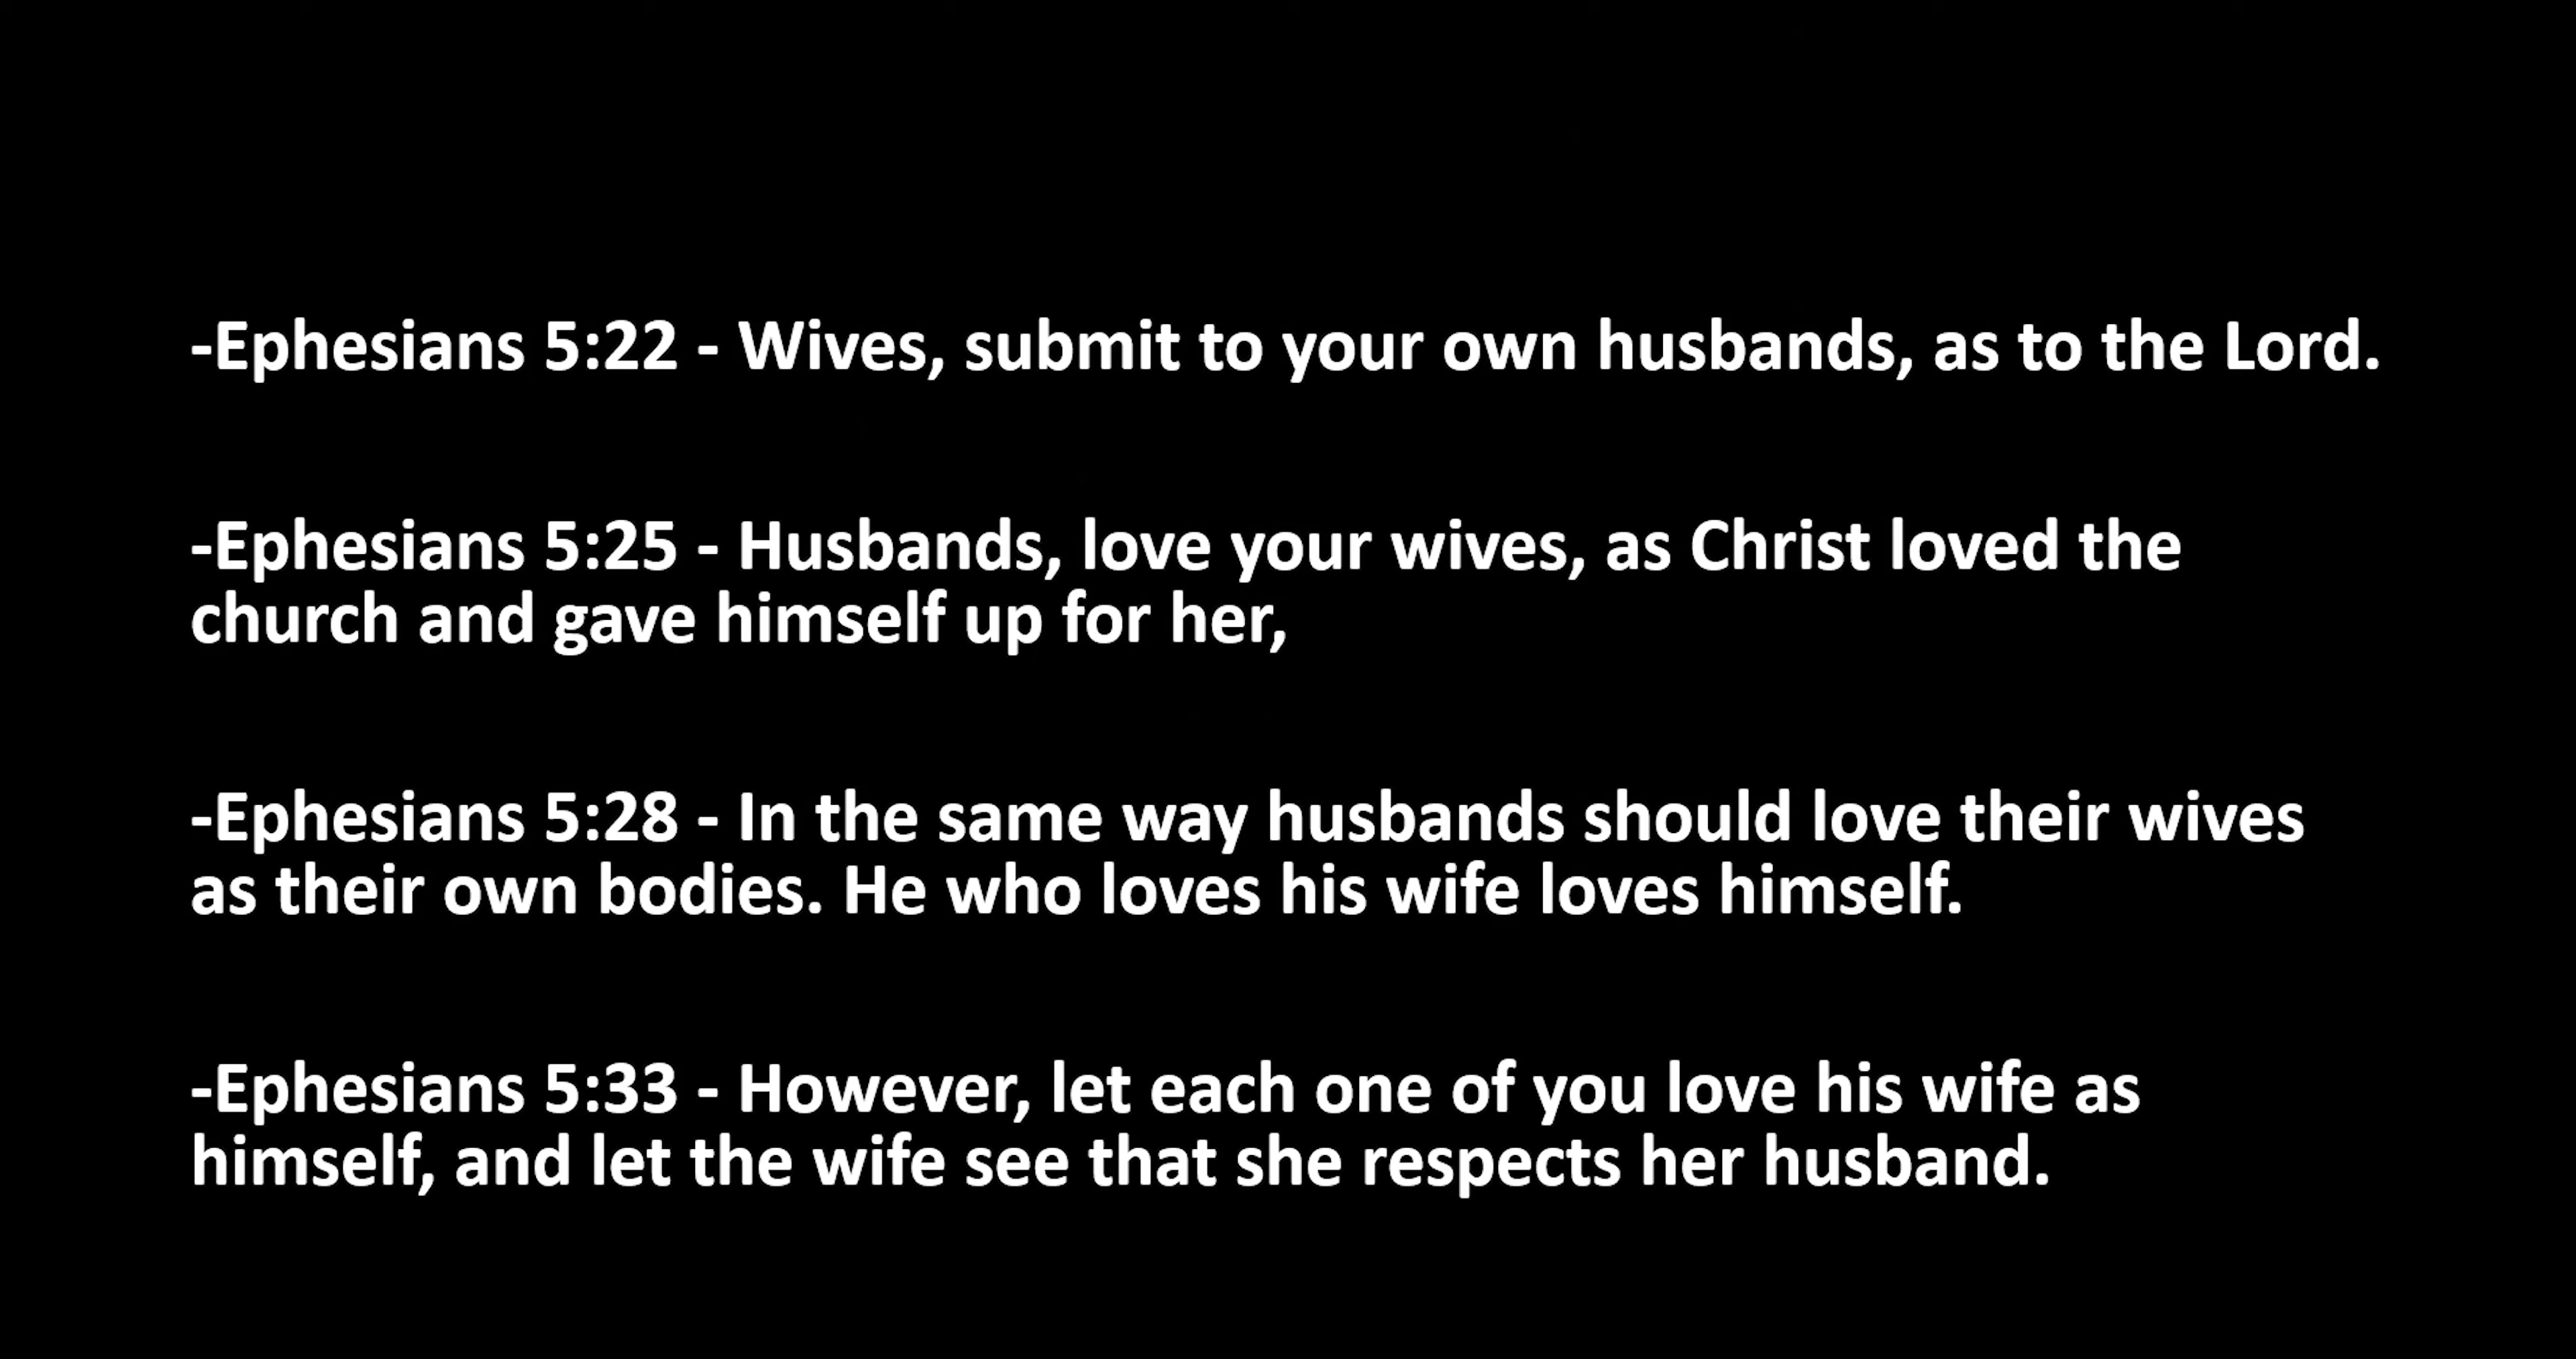 -Ephesians 5:22 - Wives, submit to your own husbands, as to the Lord.
-Ephesians 5:25 - Husbands, love your wives, as Christ loved the
church and gave himself up for her,
-Ephesians 5:28 - In the same way husbands should love their wives
as their own bodies. He who loves his wife loves himself.
-Ephesians 5:33 - However, let each one of you love his wife as
himself, and let the wife see that she respects her husband.